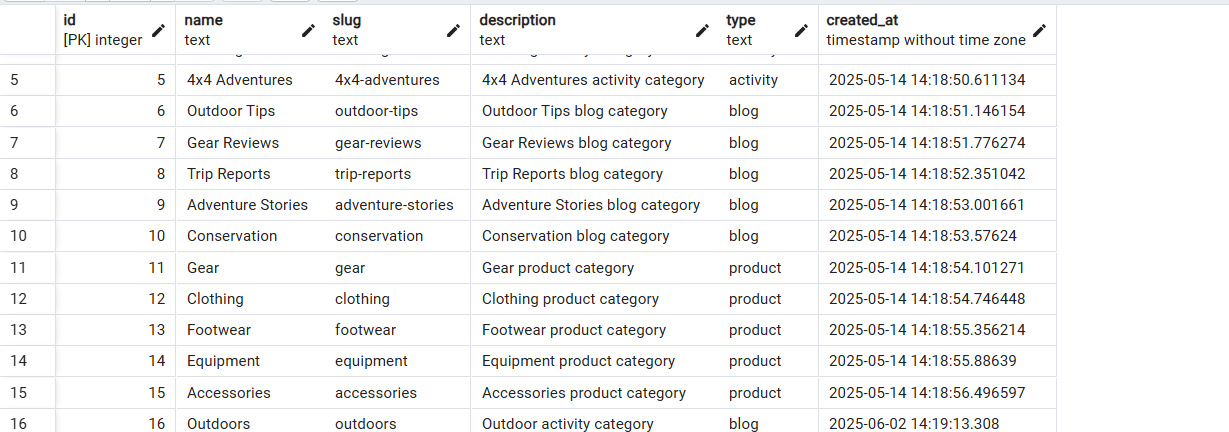 id name slug description type created_at
[PK] integer text text text text timestamp without time zone
5 5 4x4 Adventures 4x4-adventures 4x4 Adventures activity category activity 2025-05-14 14:18:50.611134
6 6 Outdoor Tips outdoor-tips Outdoor Tips blog category blog 2025-05-14 14:18:51.146154
7 7 Gear Reviews gear-reviews Gear Reviews blog category blog 2025-05-14 14:18:51.776274
8 8 Trip Reports trip-reports Trip Reports blog category blog 2025-05-14 14:18:52.351042
9 9 Adventure Stories adventure-stories Adventure Stories blog category blog 2025-05-14 14:18:53.001661
10 10 Conservation conservation Conservation blog category blog 2025-05-14 14:18:53.57624
11 11 Gear gear Gear product category product 2025-05-14 14:18:54.101271
12 12 Clothing clothing Clothing product category product 2025-05-14 14:18:54.746448
13 13 Footwear footwear Footwear product category product 2025-05-14 14:18:55.356214
14 14 Equipment equipment Equipment product category product 2025-05-14 14:18:55.88639
15 15 Accessories accessories Accessories product category product 2025-05-14 14:18:56.496597
16 16 Outdoors outdoors Outdoor activity category blog 2025-06-02 14:19:13.308